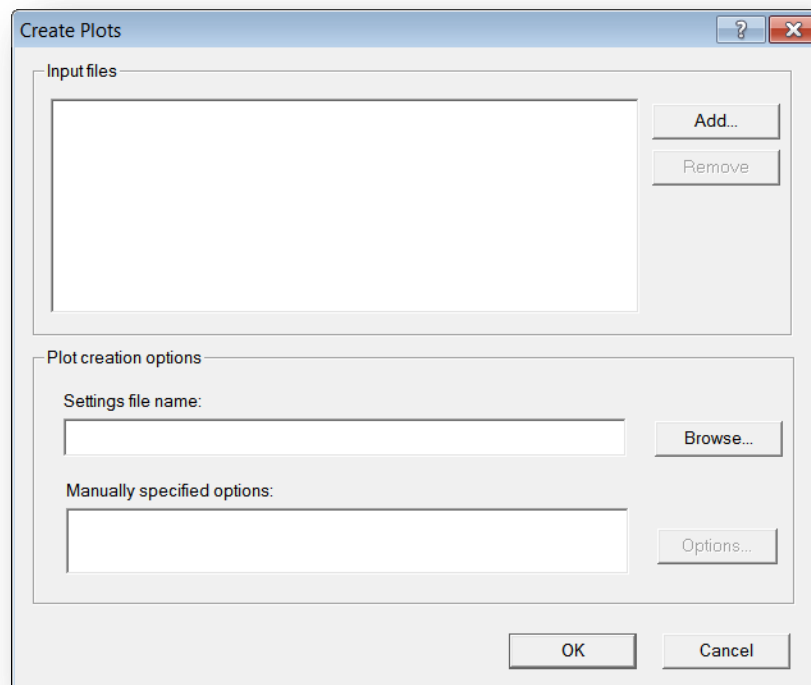 Create Plots
Input files
Add...
Remove
Plot creation options
Settings file name:
Browse...
Manually specified options:
Options...
OK
Cancel